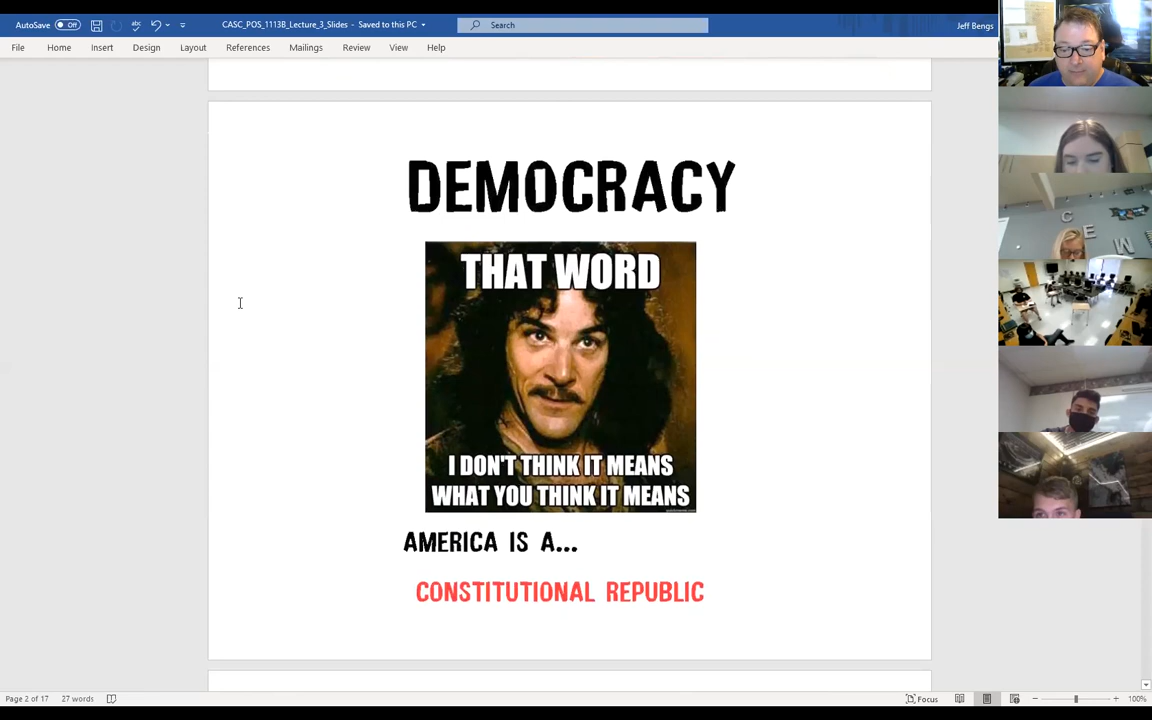 AutoSave Off CASC_POS_1113B_Lecture_3_Slides - Saved to this PC Search Jeff Bengs
File Home Insert Design Layout References Mailings Review View Help
DEMOCRACY
THAT WORD
I DON'T THINK IT MEANS
WHAT YOU THINK IT MEANS
AMERICA IS A...
CONSTITUTIONAL REPUBLIC
C
E
W
Page 2 of 17 27 words Focus 100%